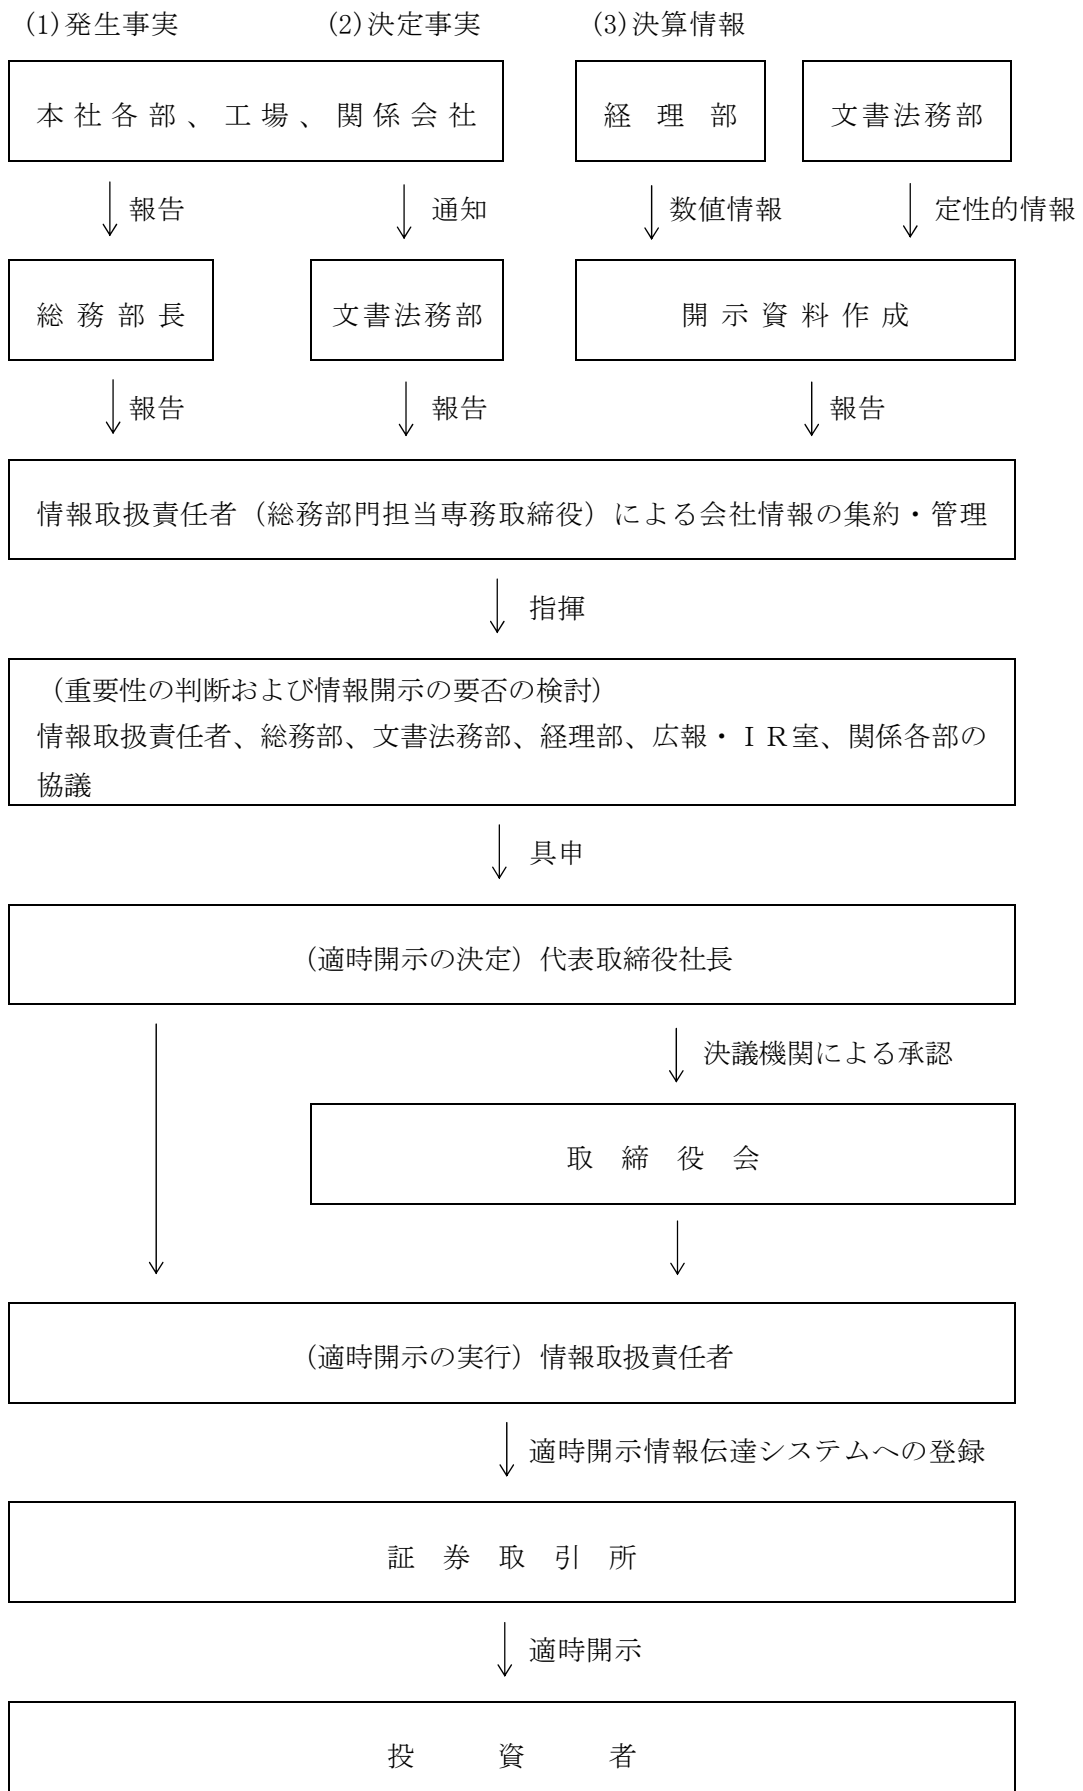 (1)発生事実 (2)決定事実 (3)決算情報
本社各部、工場、関係会社 経理部 文書法務部
報告 通知 数値情報 定性的情報
総務部長 文書法務部 開示資料作成
報告 報告 報告
情報取扱責任者（総務部門担当専務取締役）による会社情報の集約・管理
指揮
（重要性の判断および情報開示の要否の検討）
情報取扱責任者、総務部、文書法務部、経理部、広報・ＩＲ室、関係各部の
協議
具申
（適時開示の決定）代表取締役社長
決議機関による承認
取締役会
（適時開示の実行）情報取扱責任者
適時開示情報伝達システムへの登録
証券取引所
適時開示
投資者